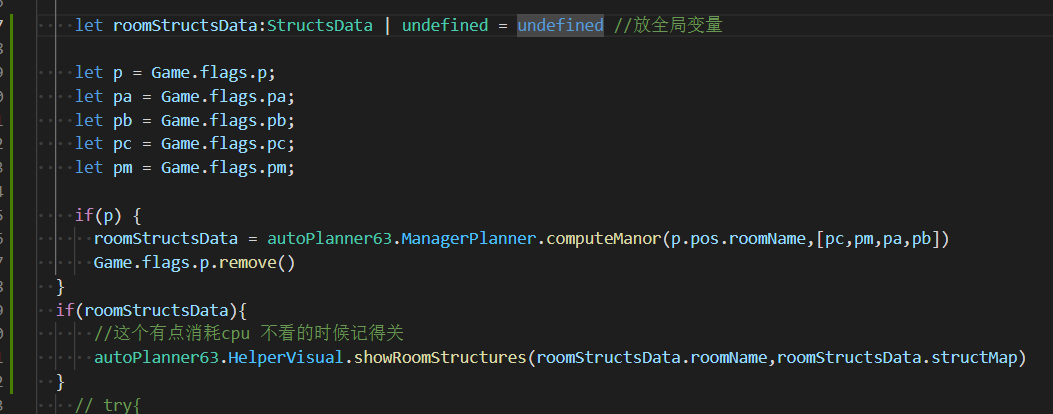 let roomStructsData:StructsData | undefined = undefined //放全局变量
let p = Game.flags.p;
let pa = Game.flags.pa;
let pb = Game.flags.pb;
let pc = Game.flags.pc;
let pm = Game.flags.pm;
if(p) {
roomStructsData = autoPlanner63.ManagerPlanner.computeManor(p.pos.roomName,[pc,pm,pa,pb])
Game.flags.p.remove()
}
if(roomStructsData){
//这个有点消耗cpu 不看的时候记得关
autoPlanner63.HelperVisual.showRoomStructures(roomStructsData.roomName,roomStructsData.structMap)
}
// try{